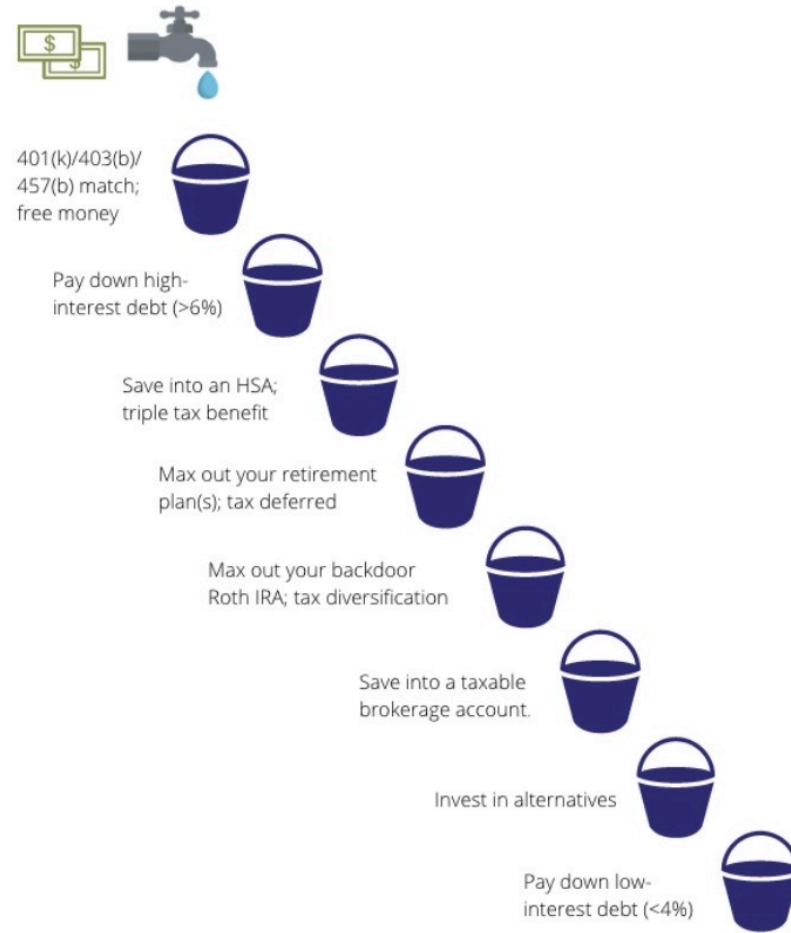 $
$
401(k)/403(b)/
457(b) match;
free money
Pay down high-
interest debt (>6%)
Save into an HSA;
triple tax benefit
Max out your retirement
plan(s); tax deferred
Max out your backdoor
Roth IRA; tax diversification
Save into a taxable
brokerage account.
Invest in alternatives
Pay down low-
interest debt (<4%)